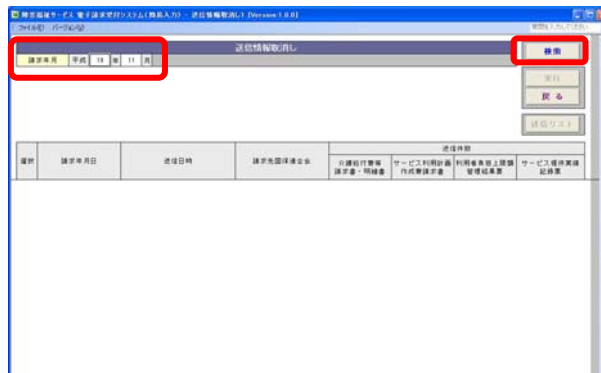 障害福祉サービス 電子請求受付システム(簡易入力) - 送信情報取消し [Version 1.0.0]
ファイル(F) バージョン(V)
送信情報取消し
請求年月 平成 19 年 11 月
検索
実行
戻る
送信リスト
送信件数
選択 請求年月日 送信日時 請求先国保連合会 介護給付費等請求書・明細書 サービス利用計画作成費請求書 利用者負担上限額管理結果票 サービス提供実績記録票